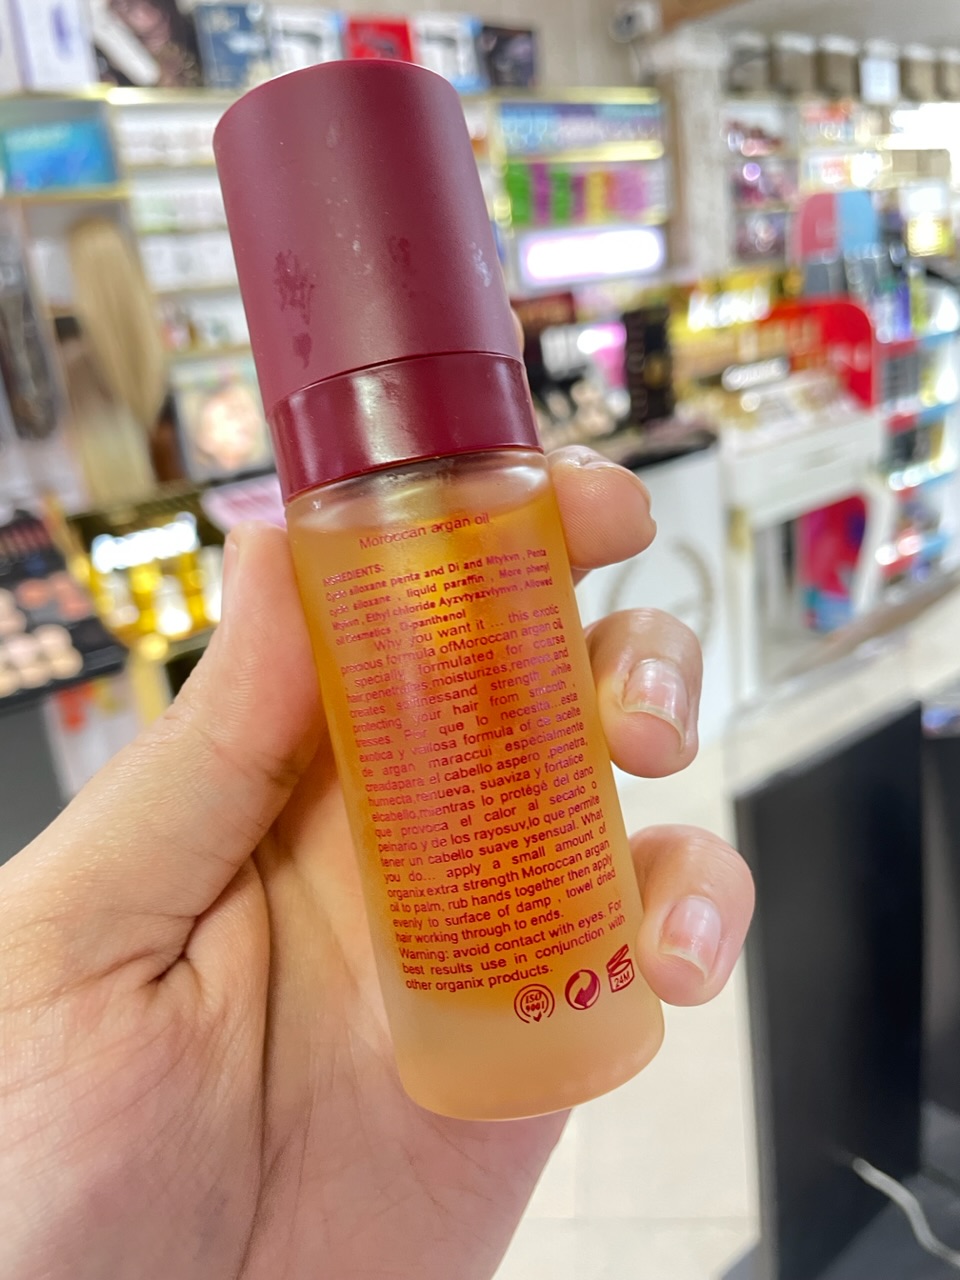 Moroccan argan oil
INGREDIENTS:
Cyclo siloxane penta and Di and Mtykvn , Penta
cyclo siloxane , liquid paraffin , More phenyl
Mtykvn , Ethyl chloride Ayzvtyazvlynvn , Allowed
oil Cosmetics , D-panthenol
Why you want it ... this exotic
precious formula ofMoroccan argan oil
, specially formulated for coarse
hair,penetrates,moisturizes,renews,and
creates softnessand strength while
protecting your hair from smooth ,
tresses. Por que lo necesita...esta
exotica y vailosa formula of de aceite
de argan maraccui especialmente
creadapara el cabello aspero ,penetra,
humecta,renueva, suaviza y fortalice
elcabello,mientras lo protégé del dano
que provoca el calor al secarlo o
peinario y de los rayosuv,lo que permite
tener un cabello suave ysensual. What
you do... apply a small amount of
organix extra strength Moroccan argan
oil to palm, rub hands together then apply
evenly to surface of damp , towel dried
hair working through to ends.
Warning: avoid contact with eyes. For
best results use in conjunction with
other organix products.
ISO
9001
24M